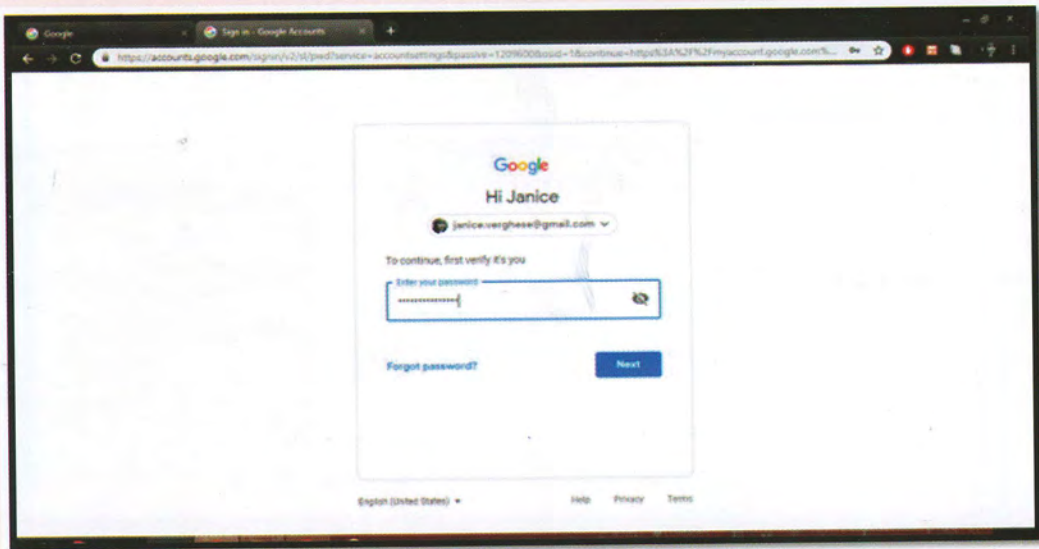 Google
Sign in - Google Accounts
https://accounts.google.com/signin/v2/sl/pwd?service=accountsettings&passive=1209600&osid=1&continue=https%3A%2F%2Fmyaccount.google.com%...
Google
Hi Janice
janice.verghese@gmail.com
To continue, first verify it's you
Enter your password
Forgot password?
Next
English (United States)
Help Privacy Terms